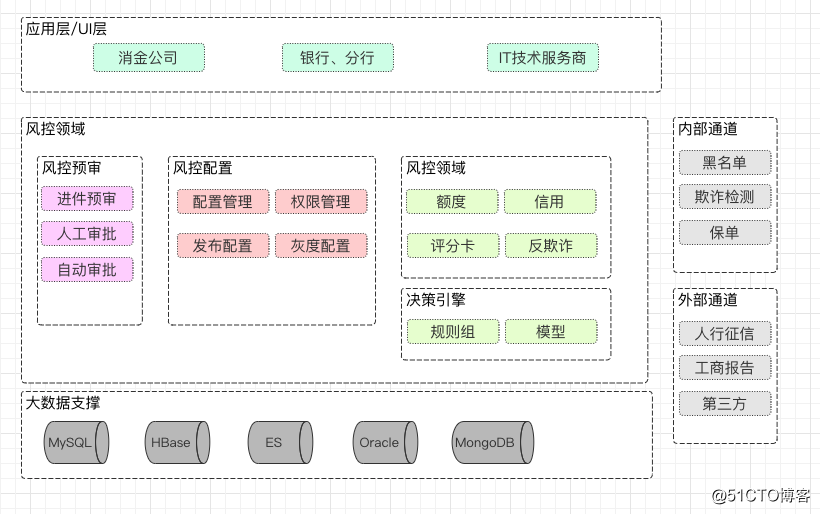 应用层/UI层
消金公司
银行、分行
IT技术服务商
风控领域
风控预审
进件预审
人工审批
自动审批
风控配置
配置管理
权限管理
发布配置
灰度配置
风控领域
额度
信用
评分卡
反欺诈
决策引擎
规则组
模型
内部通道
黑名单
欺诈检测
保单
外部通道
人行征信
工商报告
第三方
大数据支撑
MySQL
HBase
ES
Oracle
MongoDB
@51CTO博客